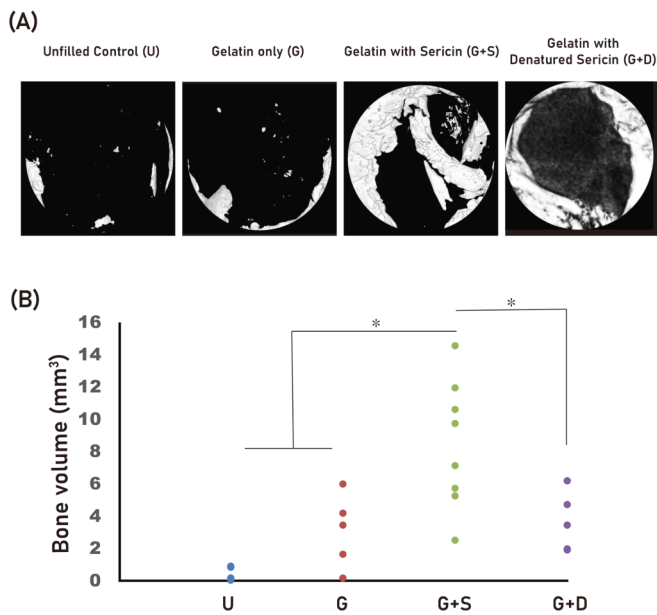 (A)
Unfilled Control (U)
Gelatin only (G)
Gelatin with Sericin (G+S)
Gelatin with
Denatured Sericin (G+D)
(B)
Bone volume (mm³)
16
14
12
10
8
6
4
2
0
*
*
U
G
G+S
G+D